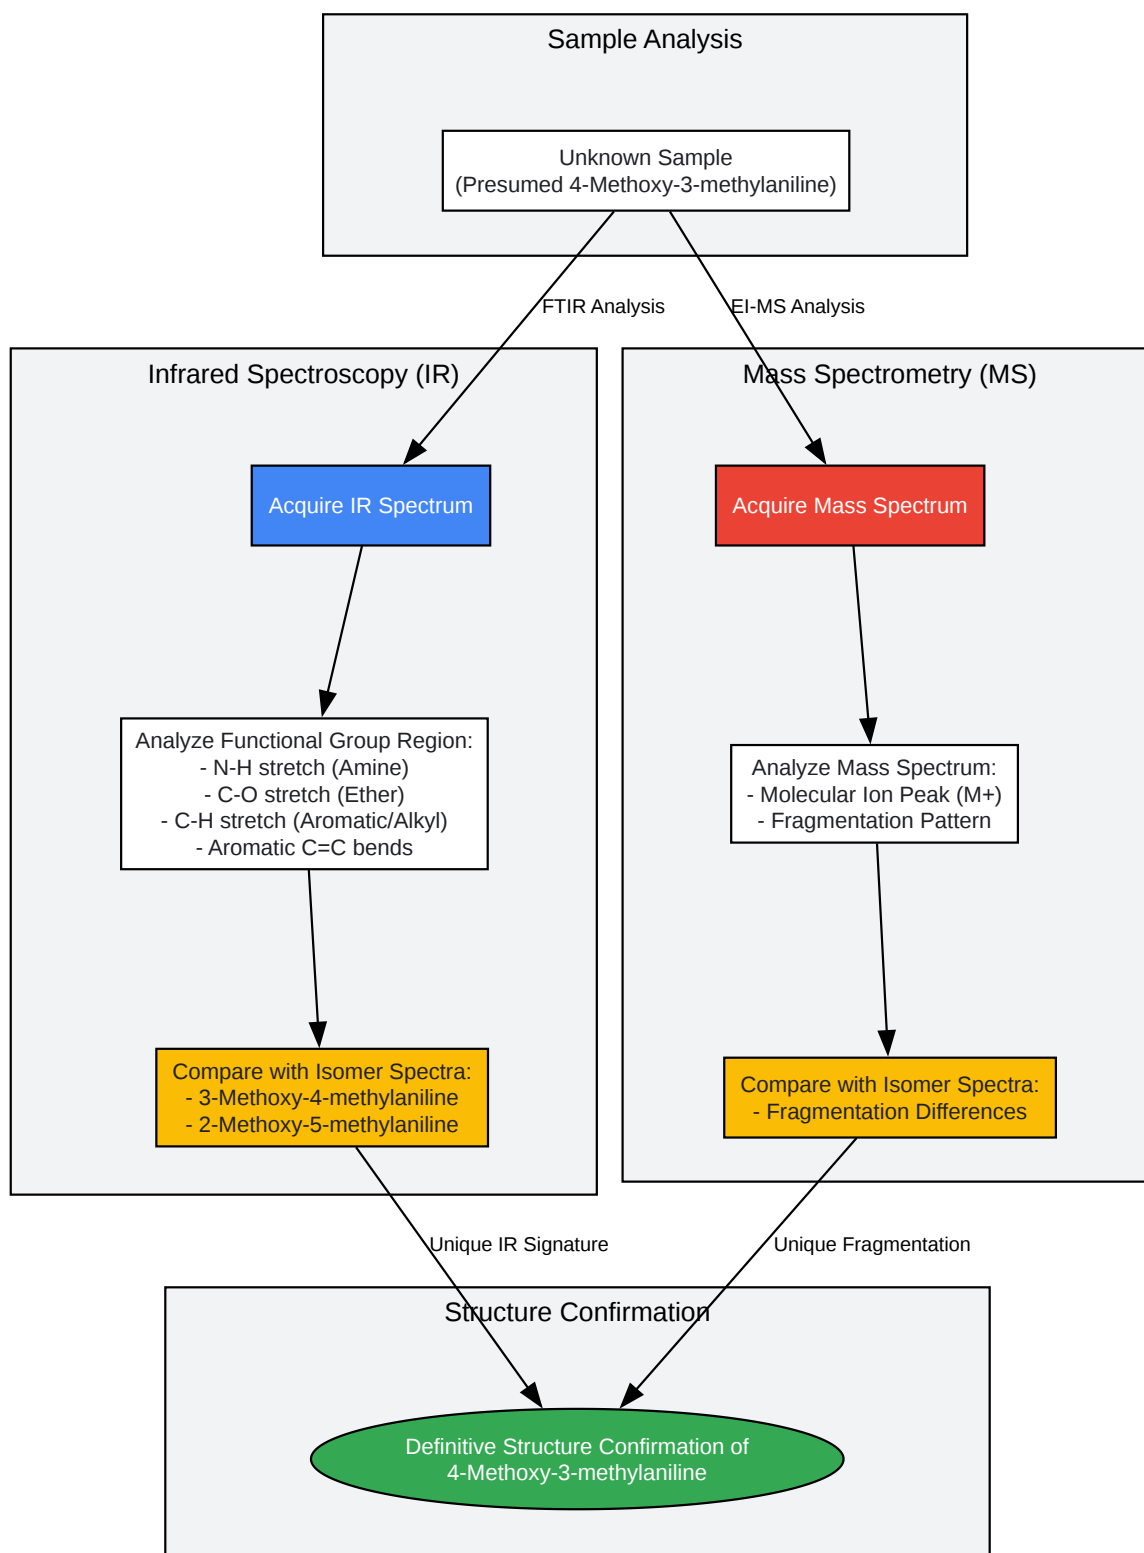 Sample Analysis
Unknown Sample
(Presumed 4-Methoxy-3-methylaniline)
FTIR Analysis
EI-MS Analysis
Infrared Spectroscopy (IR)
Mass Spectrometry (MS)
Acquire IR Spectrum
Acquire Mass Spectrum
Analyze Functional Group Region:
- N-H stretch (Amine)
- C-O stretch (Ether)
- C-H stretch (Aromatic/Alkyl)
- Aromatic C=C bends
Analyze Mass Spectrum:
- Molecular Ion Peak (M+)
- Fragmentation Pattern
Compare with Isomer Spectra:
- 3-Methoxy-4-methylaniline
- 2-Methoxy-5-methylaniline
Compare with Isomer Spectra:
- Fragmentation Differences
Unique IR Signature
Unique Fragmentation
Structure Confirmation
Definitive Structure Confirmation of
4-Methoxy-3-methylaniline